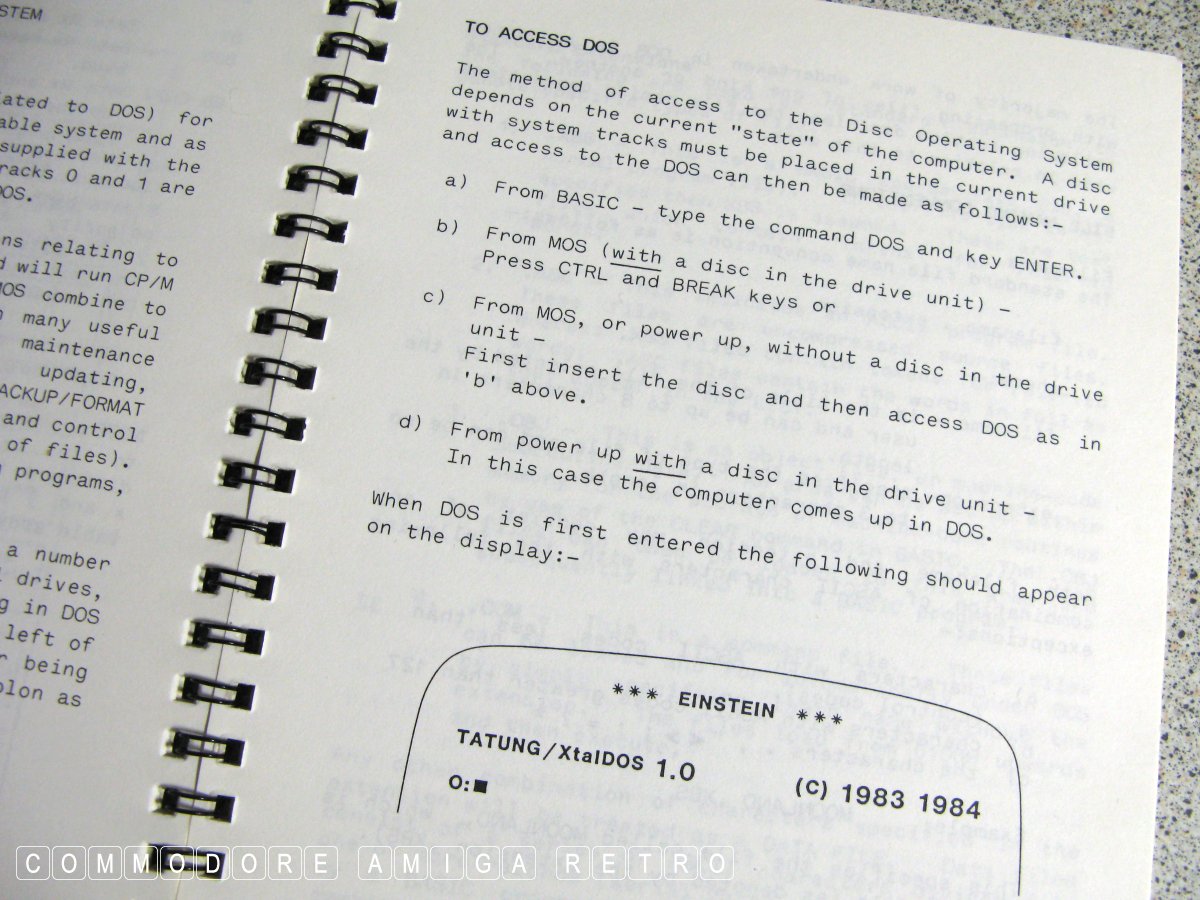 STEM
ated to DOS) for
able system and as
supplied with the
racks 0 and 1 are
DOS.
ns relating to
d will run CP/M
MOS combine to
many useful
maintenance
updating,
BACKUP/FORMAT
and control
of files).
programs,
a number
drives,
g in DOS
left of
r being
olon as
TO ACCESS DOS
The method of access to the Disc Operating System
depends on the current "state" of the computer. A disc
with system tracks must be placed in the current drive
and access to the DOS can then be made as follows:-
a) From BASIC - type the command DOS and key ENTER.
b) From MOS (with a disc in the drive unit) -
Press CTRL and BREAK keys or
c) From MOS, or power up, without a disc in the drive
unit -
First insert the disc and then access DOS as in
'b' above.
d) From power up with a disc in the drive unit -
In this case the computer comes up in DOS.
When DOS is first entered the following should appear
on the display:-
*** EINSTEIN ***
TATUNG/XtalDOS 1.0
(C) 1983 1984
O:■
COMMODORE AMIGA RETRO